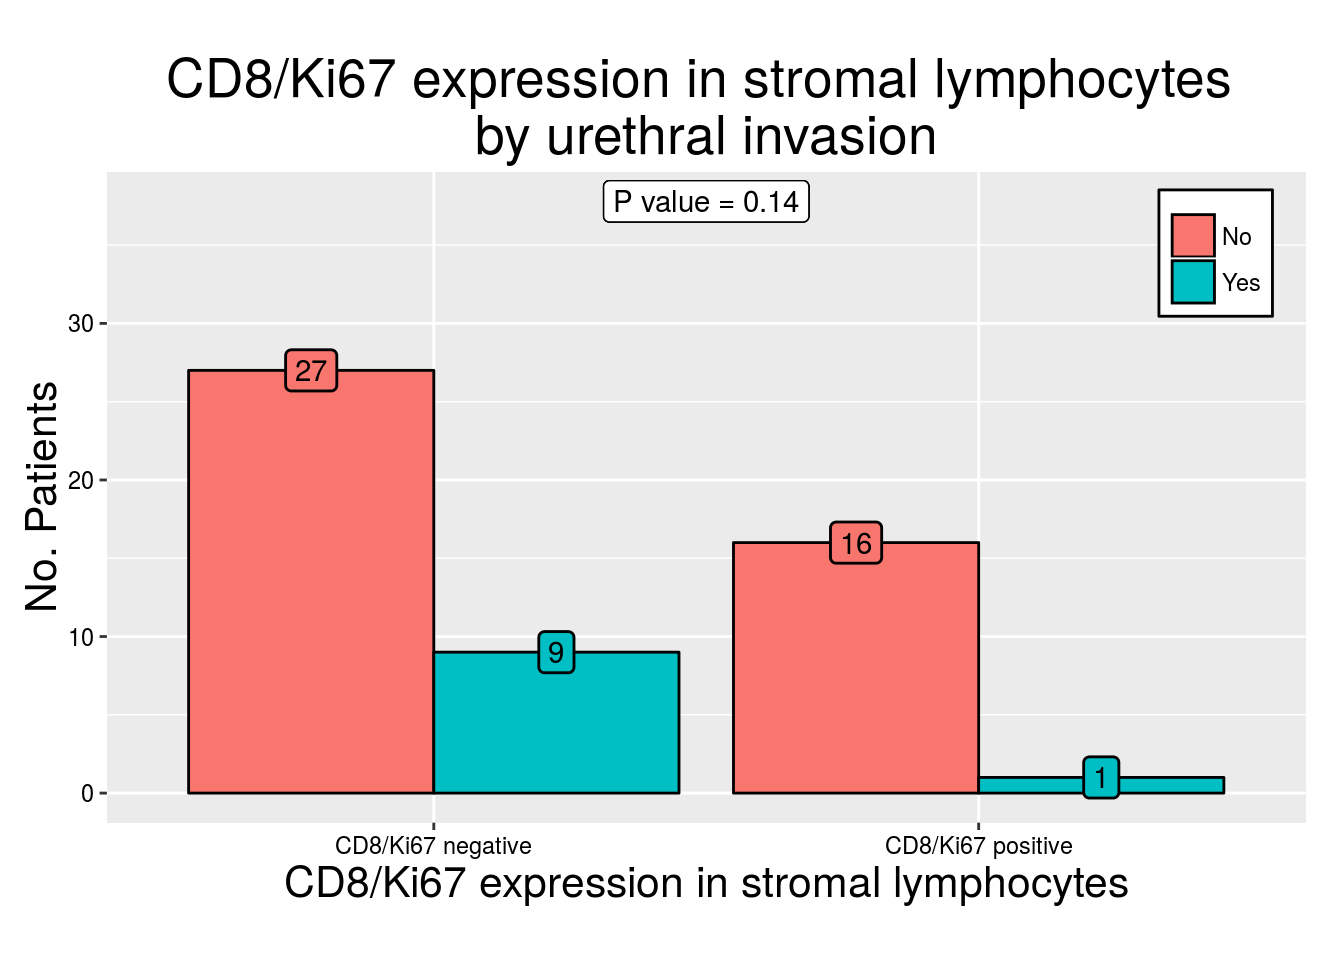 CD8/Ki67 expression in stromal lymphocytes
by urethral invasion
P value = 0.14
No
Yes
No. Patients
30
20
10
0
27
9
16
1
CD8/Ki67 negative
CD8/Ki67 positive
CD8/Ki67 expression in stromal lymphocytes